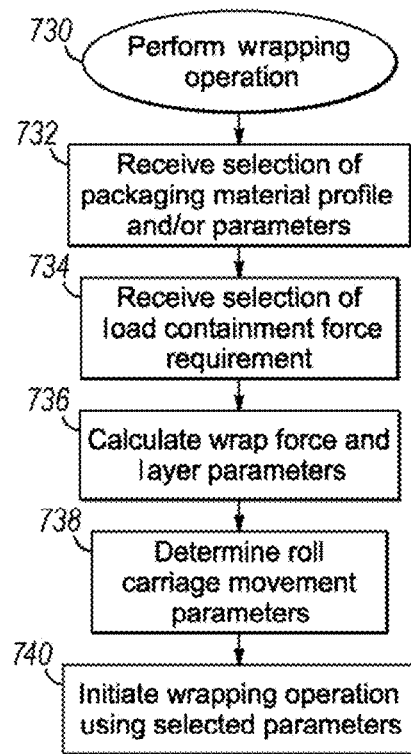 730
Perform wrapping
operation
732
Receive selection of
packaging material profile
and/or parameters
734
Receive selection of
load containment force
requirement
736
Calculate wrap force and
layer parameters
738
Determine roll
carriage movement
parameters
740
Initiate wrapping operation
using selected parameters